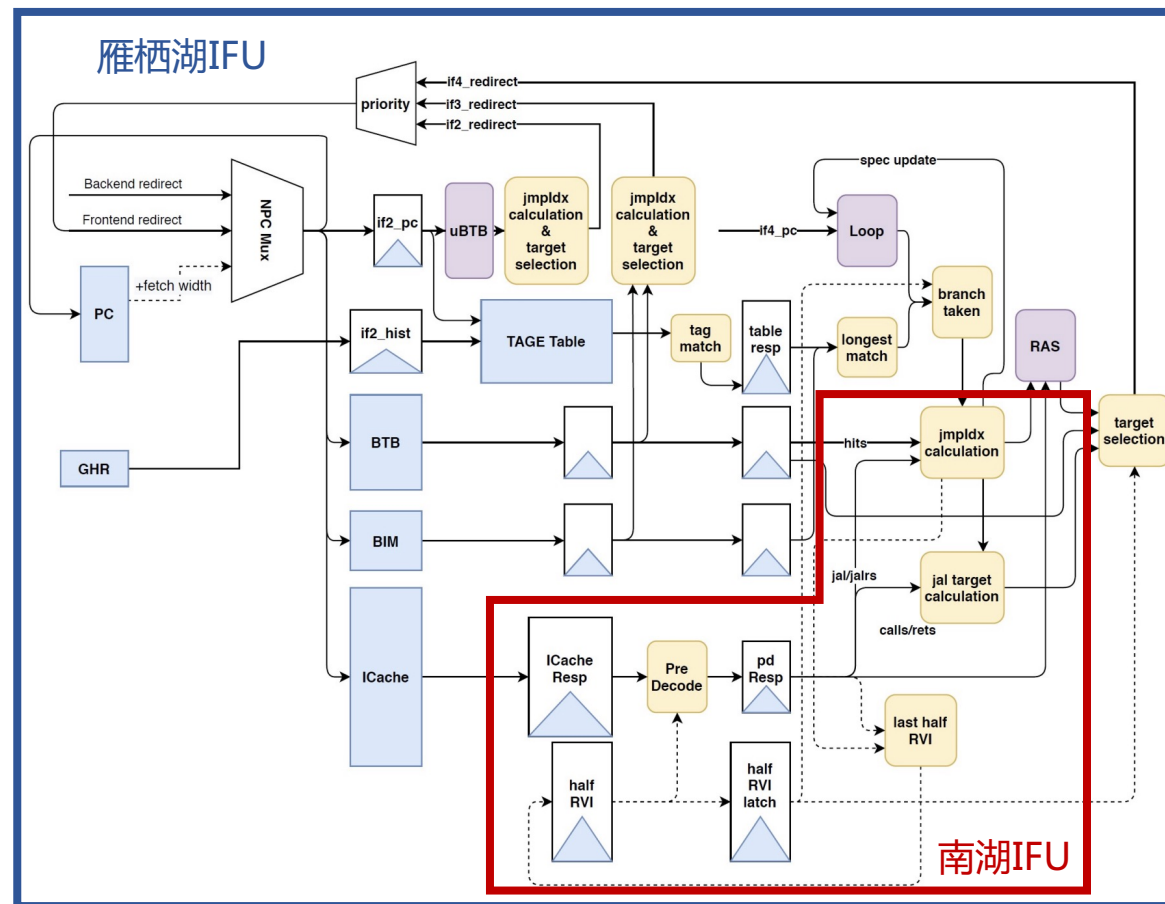 雁栖湖IFU
priority
if4_redirect
if3_redirect
if2_redirect
Backend redirect
Frontend redirect
NPC Mux
+fetch width
PC
if2_pc
uBTB
jmpIdx
calculation
&
target
selection
jmpIdx
calculation
&
target
selection
spec update
if4_pc
Loop
branch
taken
if2_hist
TAGE Table
tag
match
table
resp
longest
match
RAS
GHR
BTB
hits
jmpIdx
calculation
target
selection
BIM
jal/jalrs
jal target
calculation
calls/rets
ICache
ICache
Resp
Pre
Decode
pd
Resp
last half
RVI
half
RVI
half
RVI
latch
南湖IFU